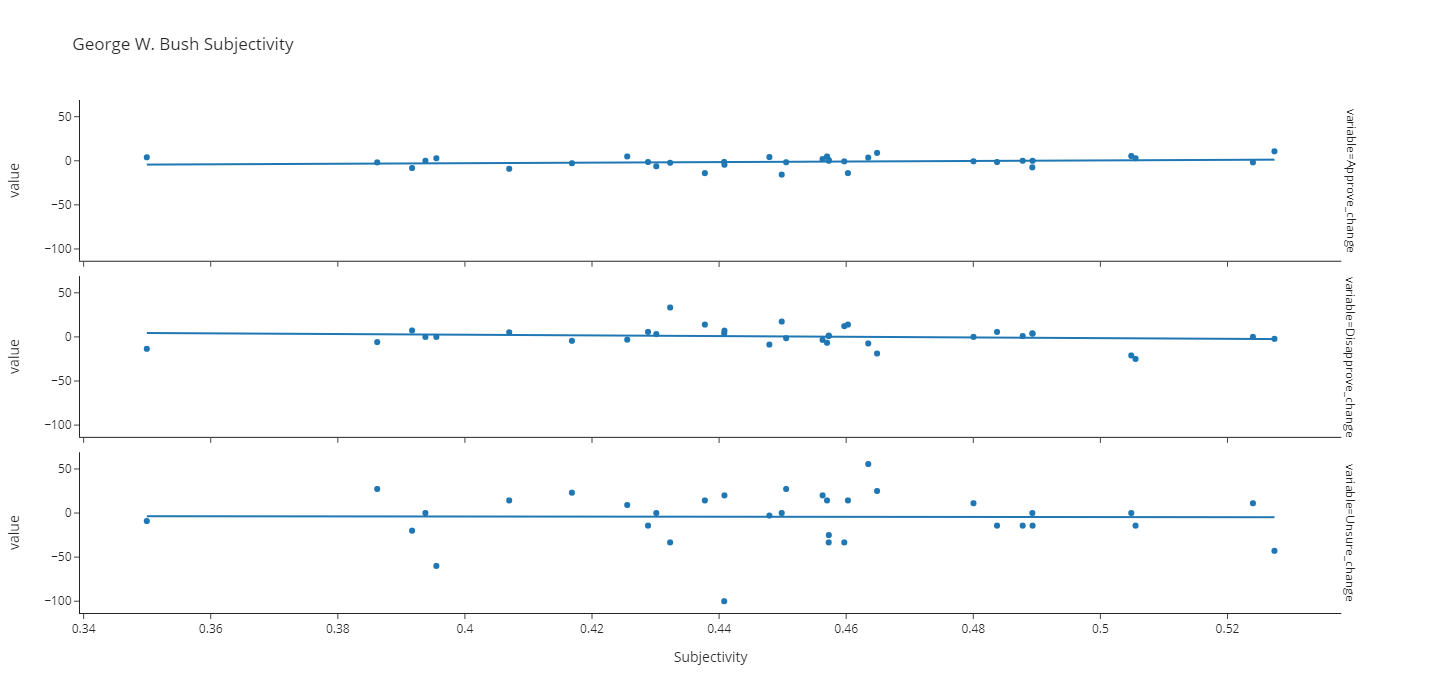 George W. Bush Subjectivity
value
50
0
−50
−100
variable=Approve_change
value
50
0
−50
−100
variable=Disapprove_change
value
50
0
−50
−100
variable=Unsure_change
0.34 0.36 0.38 0.4 0.42 0.44 0.46 0.48 0.5 0.52
Subjectivity